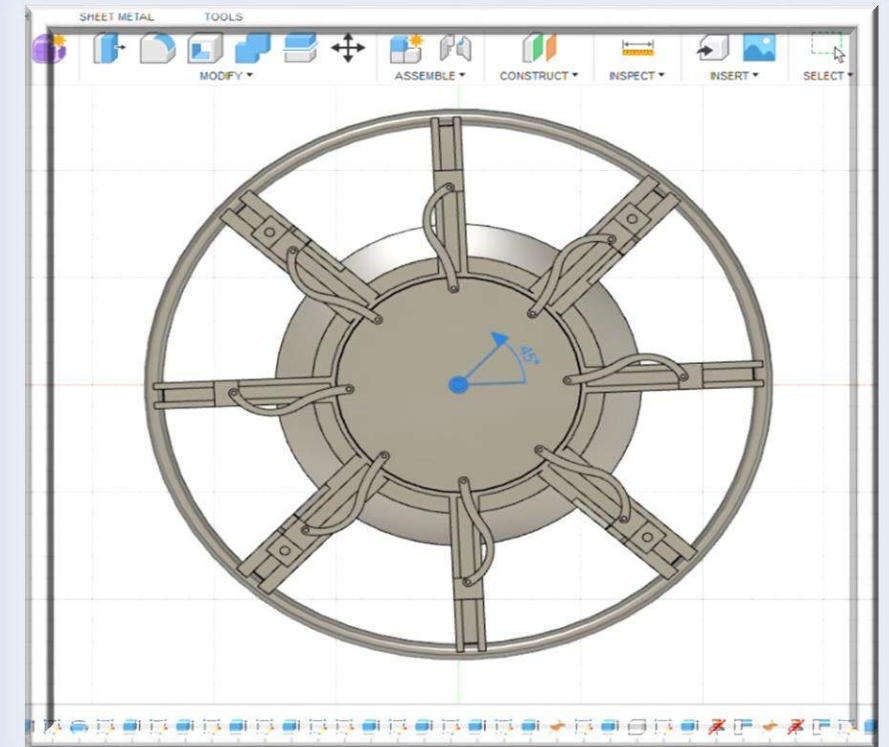 SHEET METAL TOOLS
MODIFY ASSEMBLE CONSTRUCT INSPECT INSERT SELECT
45°